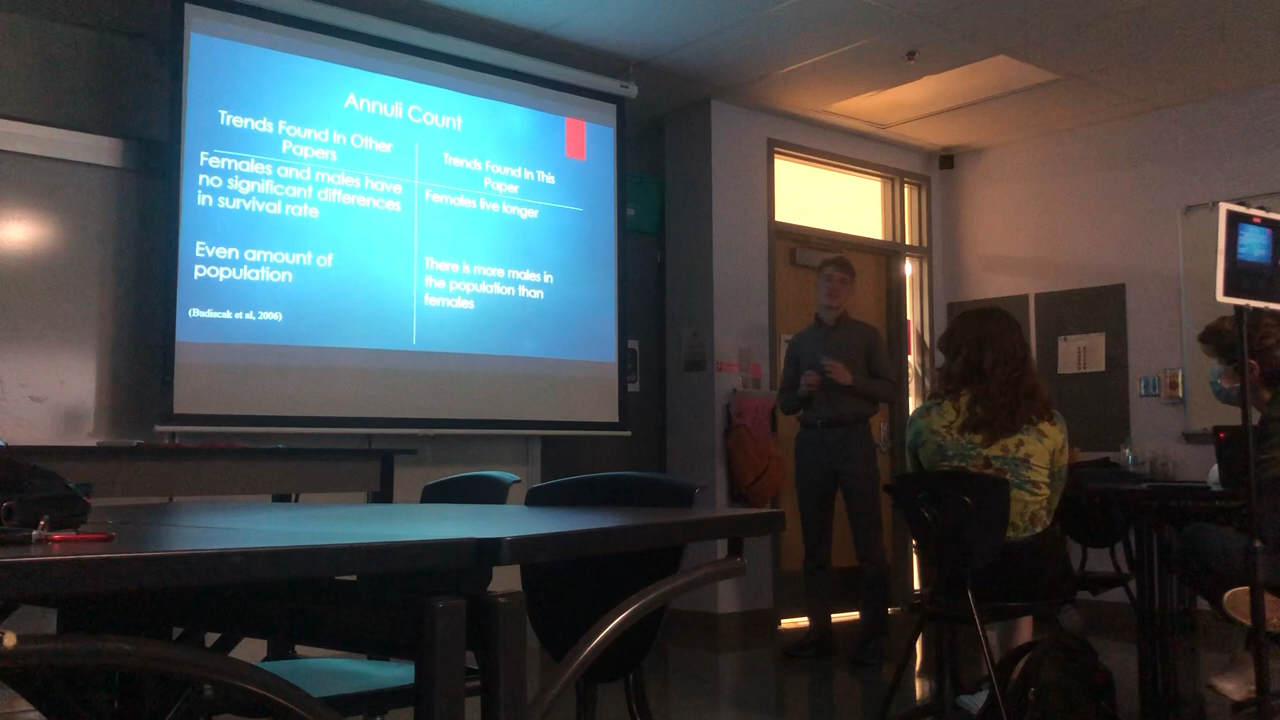 Annuli Count
Trends Found In Other
Papers
Females and males have
no significant differences
in survival rate
Even amount of
population
(Budiscak et al, 2006)
Trends Found In This
Paper
Females live longer
There is more males in
the population than
females